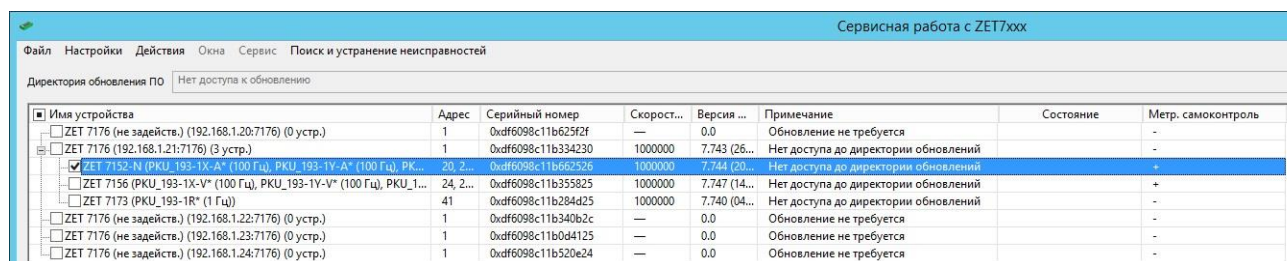 Сервисная работа с ZET7xxx
Файл Настройки Действия Окна Сервис Поиск и устранение неисправностей
Директория обновления ПО Нет доступа к обновлению
Имя устройства Адрес Серийный номер Скорост... Версия ... Примечание Состояние Метр. самоконтроль
ZET 7176 (не задейств.) (192.168.1.20:7176) (0 устр.) 1 0xdf6098c11b625f2f — 0.0 Обновление не требуется -
ZET 7176 (192.168.1.21:7176) (3 устр.) 1 0xdf6098c11b334230 1000000 7.743 (26... Нет доступа до директории обновлений -
ZET 7152-N (PKU_193-1X-A* (100 Гц), PKU_193-1Y-A* (100 Гц), PK... 20, 2... 0xdf6098c11b662526 1000000 7.744 (20... Нет доступа до директории обновлений +
ZET 7156 (PKU_193-1X-V* (100 Гц), PKU_193-1Y-V* (100 Гц), PKU_1... 24, 2... 0xdf6098c11b355825 1000000 7.747 (14... Нет доступа до директории обновлений +
ZET 7173 (PKU_193-1R* (1 Гц)) 41 0xdf6098c11b284d25 1000000 7.740 (04... Нет доступа до директории обновлений -
ZET 7176 (не задейств.) (192.168.1.22:7176) (0 устр.) 1 0xdf6098c11b340b2c — 0.0 Обновление не требуется -
ZET 7176 (не задейств.) (192.168.1.23:7176) (0 устр.) 1 0xdf6098c11b0d4125 — 0.0 Обновление не требуется -
ZET 7176 (не задейств.) (192.168.1.24:7176) (0 устр.) 1 0xdf6098c11b520e24 — 0.0 Обновление не требуется -